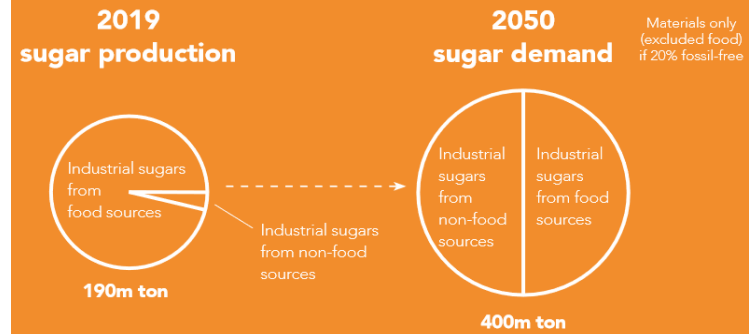 2019
sugar production
Industrial sugars
from
food sources
Industrial sugars
from non-food
sources
190m ton
2050
sugar demand
Materials only
(excluded food)
if 20% fossil-free
Industrial
sugars
from
non-food
sources
Industrial
sugars
from food
sources
400m ton